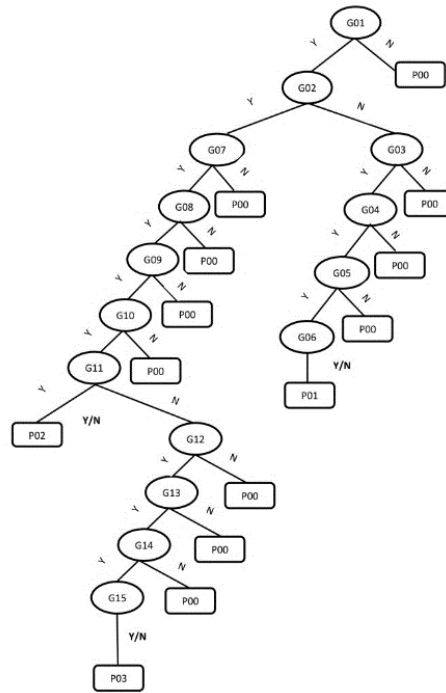 G01
Y N
P00
G02
Y N
G07 G03
Y N Y N
G08 P00 G04 P00
Y N Y N
G09 P00 G05 P00
Y N Y N
G10 P00 G06 P00
Y N Y/N
G11 P00 P01
Y Y/N N
P02 G12
Y N
G13 P00
Y N
G14 P00
Y N
G15 P00
Y/N
P03